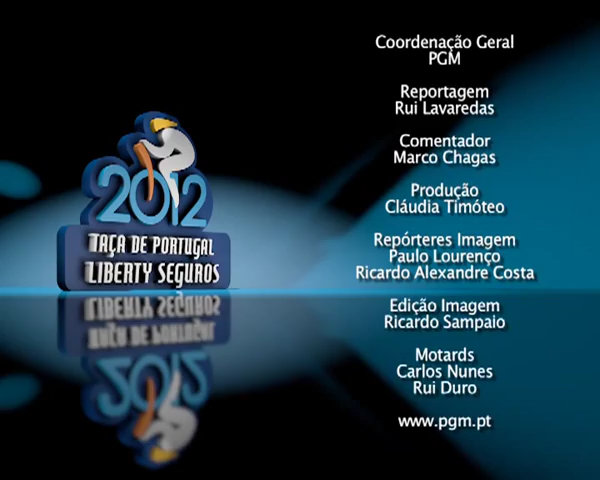 2012
TAÇA DE PORTUGAL
LIBERTY SEGUROS
Coordenação Geral
PGM
Reportagem
Rui Lavaredas
Comentador
Marco Chagas
Produção
Cláudia Timóteo
Repórteres Imagem
Paulo Lourenço
Ricardo Alexandre Costa
Edição Imagem
Ricardo Sampaio
Motards
Carlos Nunes
Rui Duro
www.pgm.pt